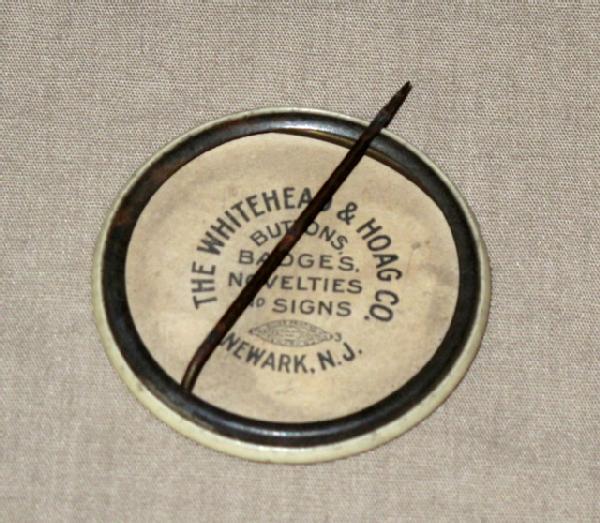 THE WHITEHEAD & HOAG CO.
BUTTONS,
BADGES.
NOVELTIES
AND SIGNS
NEWARK, N.J.